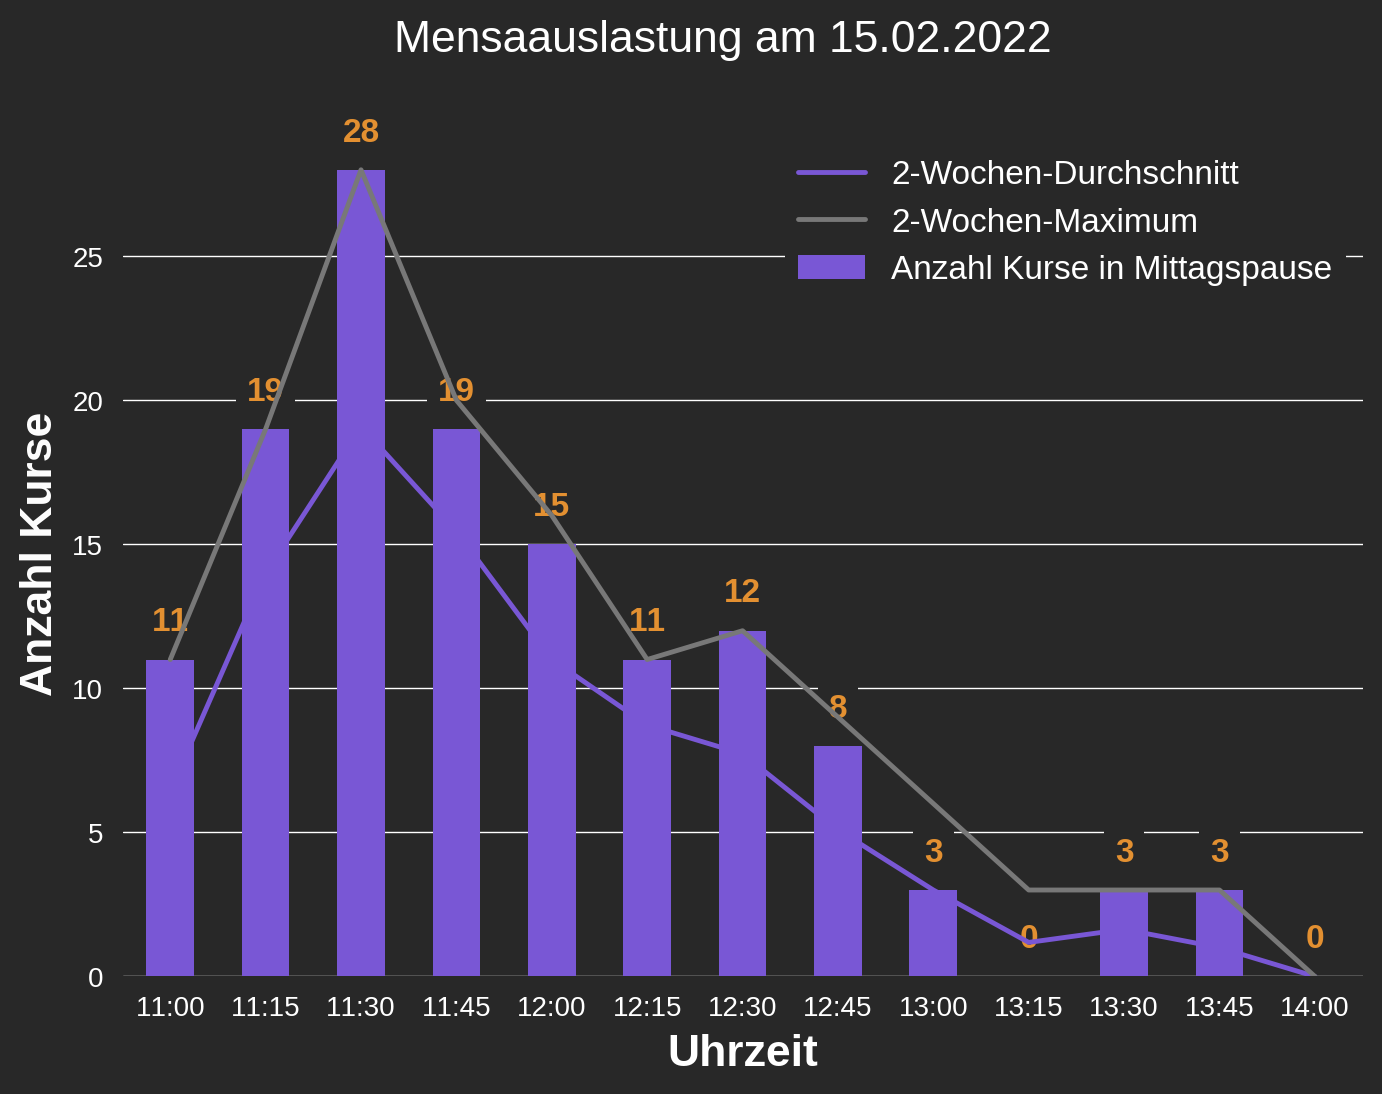 Mensaauslastung am 15.02.2022
2-Wochen-Durchschnitt
2-Wochen-Maximum
Anzahl Kurse in Mittagspause
Anzahl Kurse
25
20
15
10
5
0
11
19
28
19
15
11
12
8
3
0
3
3
0
11:00 11:15 11:30 11:45 12:00 12:15 12:30 12:45 13:00 13:15 13:30 13:45 14:00
Uhrzeit